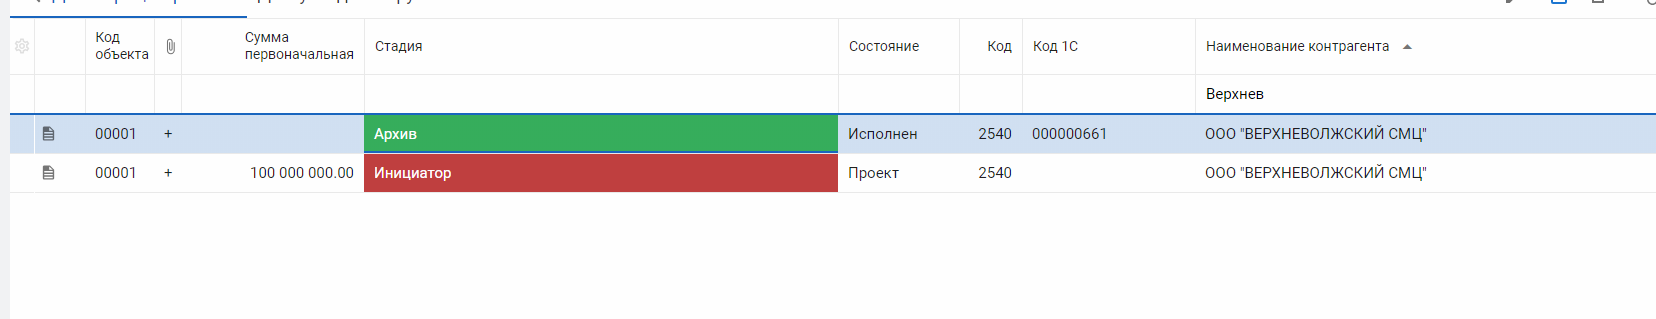 Код объекта Сумма первоначальная Стадия Состояние Код Код 1С Наименование контрагента
Верхнев
00001 + Архив Исполнен 2540 000000661 ООО "ВЕРХНЕВОЛЖСКИЙ СМЦ"
00001 + 100 000 000.00 Инициатор Проект 2540 ООО "ВЕРХНЕВОЛЖСКИЙ СМЦ"